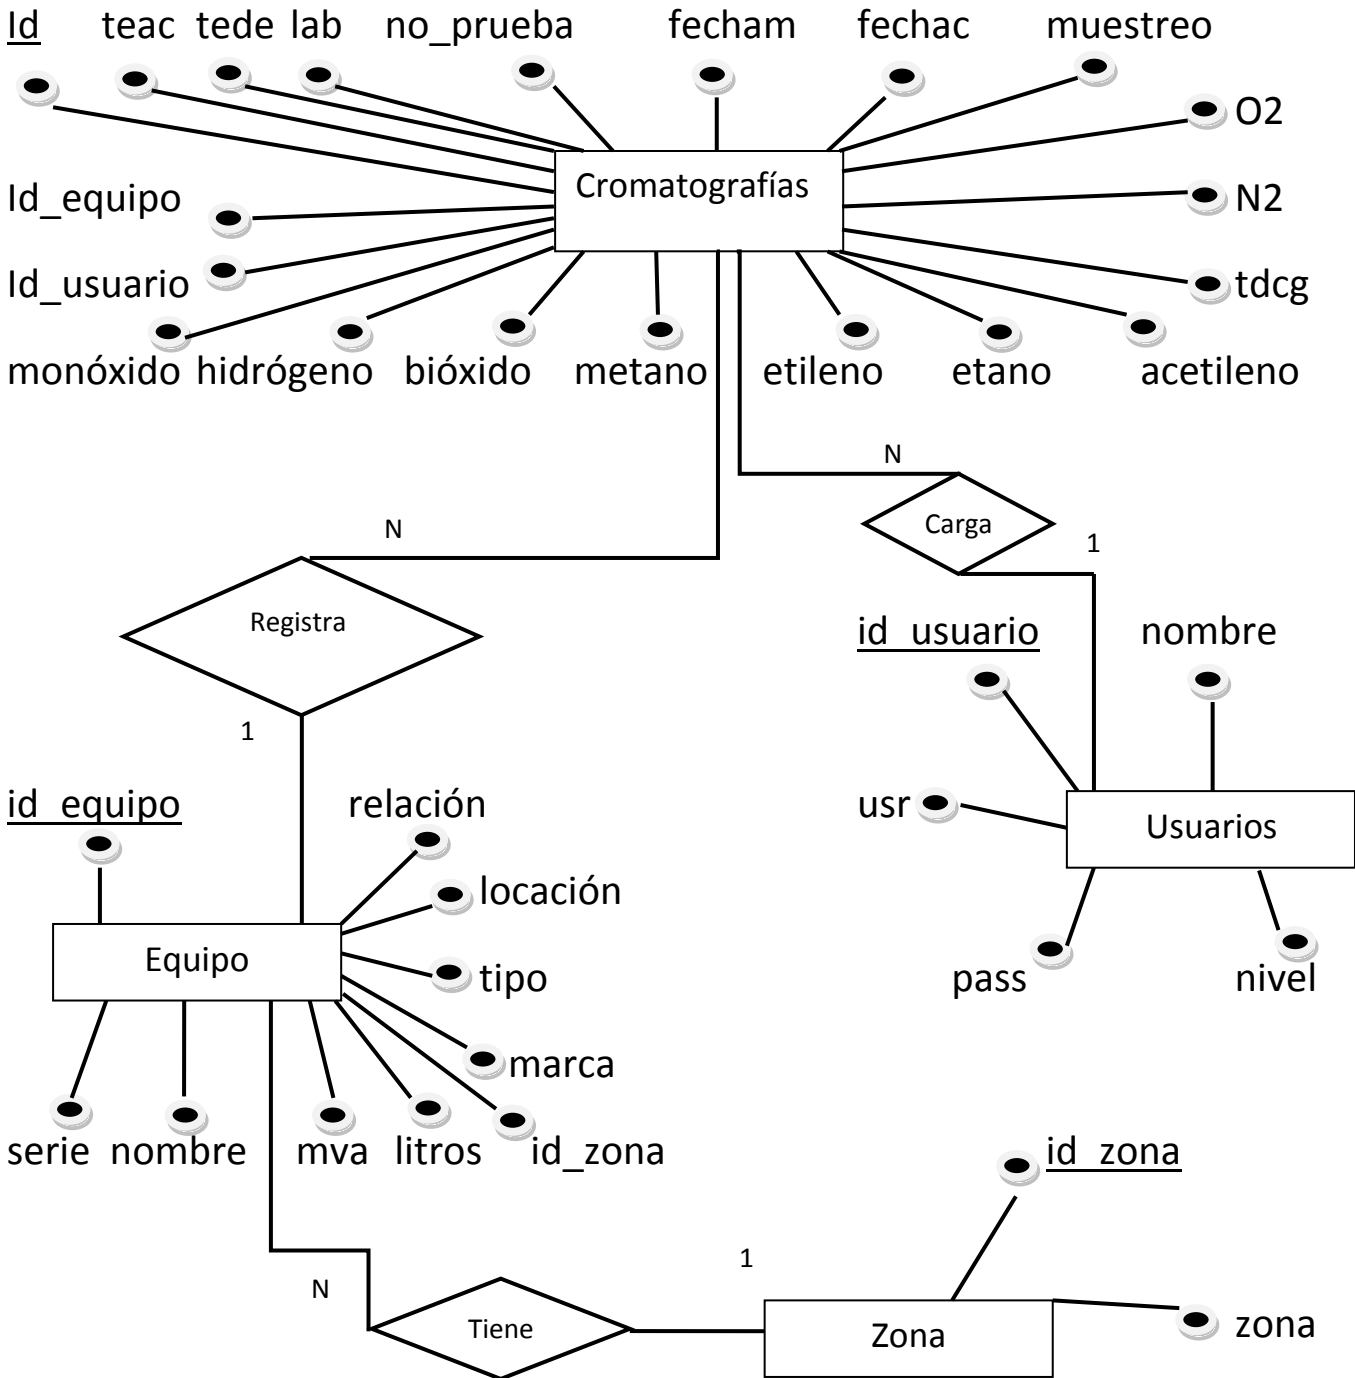 Id teac tede lab no_prueba fecham fechac muestreo
O2
Cromatografías
Id_equipo N2
Id_usuario tdcg
monóxido hidrógeno bióxido metano etileno etano acetileno
N
N
Carga
1
Registra
id_usuario nombre
1
id_equipo relación
usr Usuarios
locación
Equipo
tipo pass nivel
marca
serie nombre mva litros id_zona id_zona
1
N
Tiene Zona zona